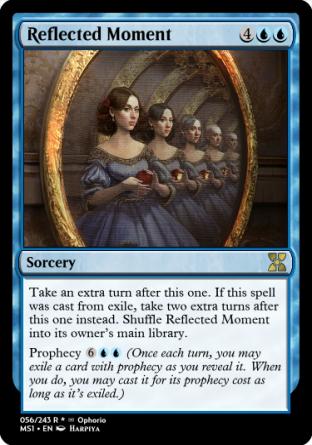 Reflected Moment 4
Sorcery
Take an extra turn after this one. If this spell
was cast from exile, take two extra turns after
this one instead. Shuffle Reflected Moment
into its owner's main library.
Prophecy 6 (Once each turn, you may
exile a card with prophecy as you reveal it. When
you do, you may cast it for its prophecy cost as
long as it's exiled.)
056/243 R * ∞ Ophorio
MS1 • EN HARPIYA